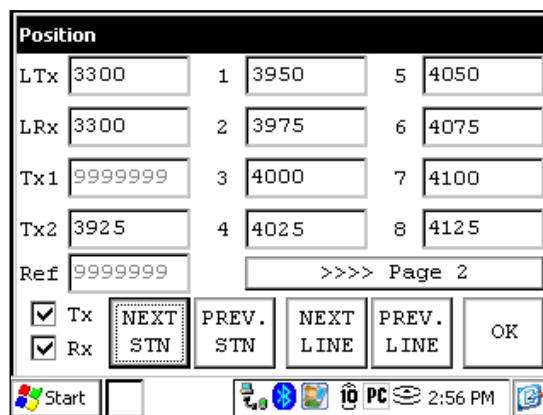 Position
LTx 3300 1 3950 5 4050
LRx 3300 2 3975 6 4075
Tx1 9999999 3 4000 7 4100
Tx2 3925 4 4025 8 4125
Ref 9999999 >>>> Page 2
Tx
Rx
NEXT STN
PREV. STN
NEXT LINE
PREV. LINE
OK
Start PC 2:56 PM